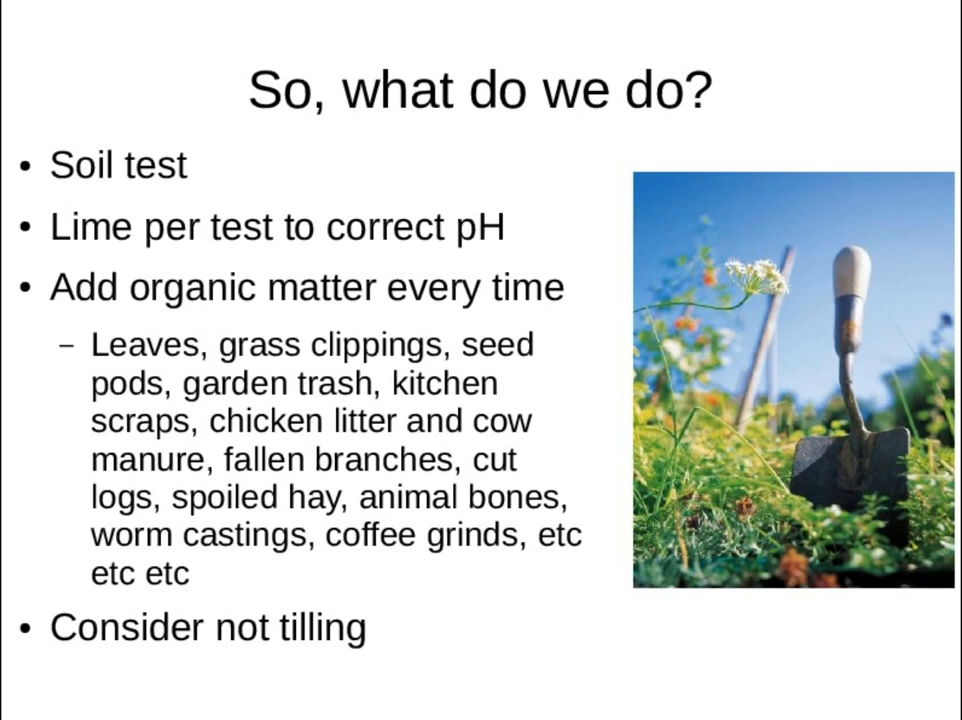 So, what do we do?
• Soil test
• Lime per test to correct pH
• Add organic matter every time
– Leaves, grass clippings, seed
pods, garden trash, kitchen
scraps, chicken litter and cow
manure, fallen branches, cut
logs, spoiled hay, animal bones,
worm castings, coffee grinds, etc
etc etc
• Consider not tilling